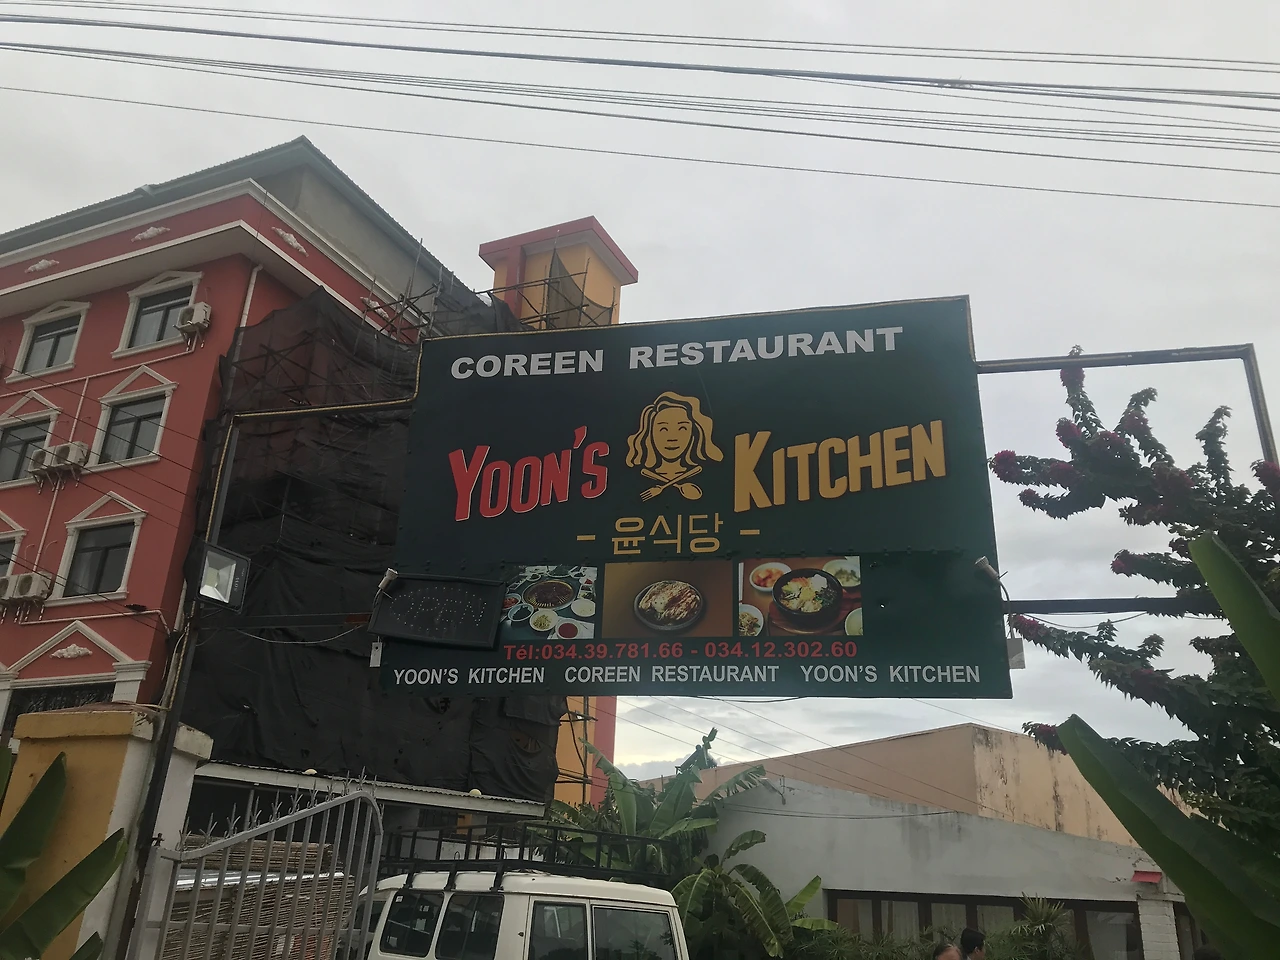 COREEN RESTAURANT
YOON'S KITCHEN
- 윤식당 -
Tél:034.39.781.66 - 034.12.302.60
YOON'S KITCHEN COREEN RESTAURANT YOON'S KITCHEN